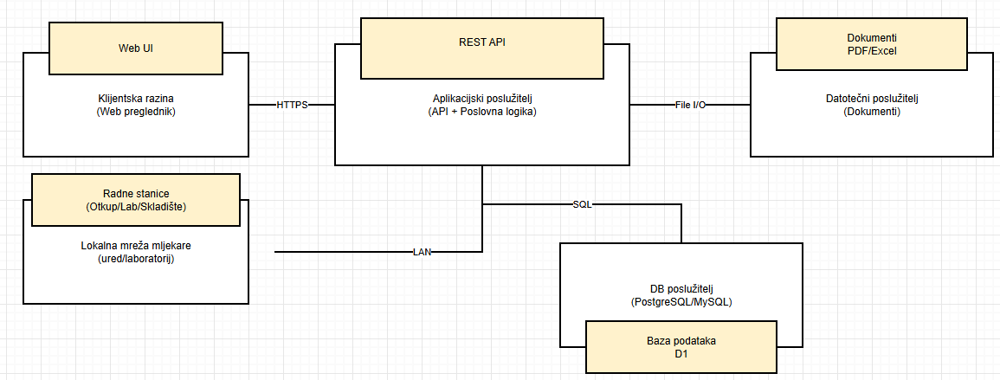 Web UI
Klijentska razina
(Web preglednik)
HTTPS
REST API
Aplikacijski poslužitelj
(API + Poslovna logika)
File I/O
Dokumenti
PDF/Excel
Datotečni poslužitelj
(Dokumenti)
Radne stanice
(Otkup/Lab/Skladište)
Lokalna mreža mljekare
(ured/laboratorij)
LAN
SQL
DB poslužitelj
(PostgreSQL/MySQL)
Baza podataka
D1